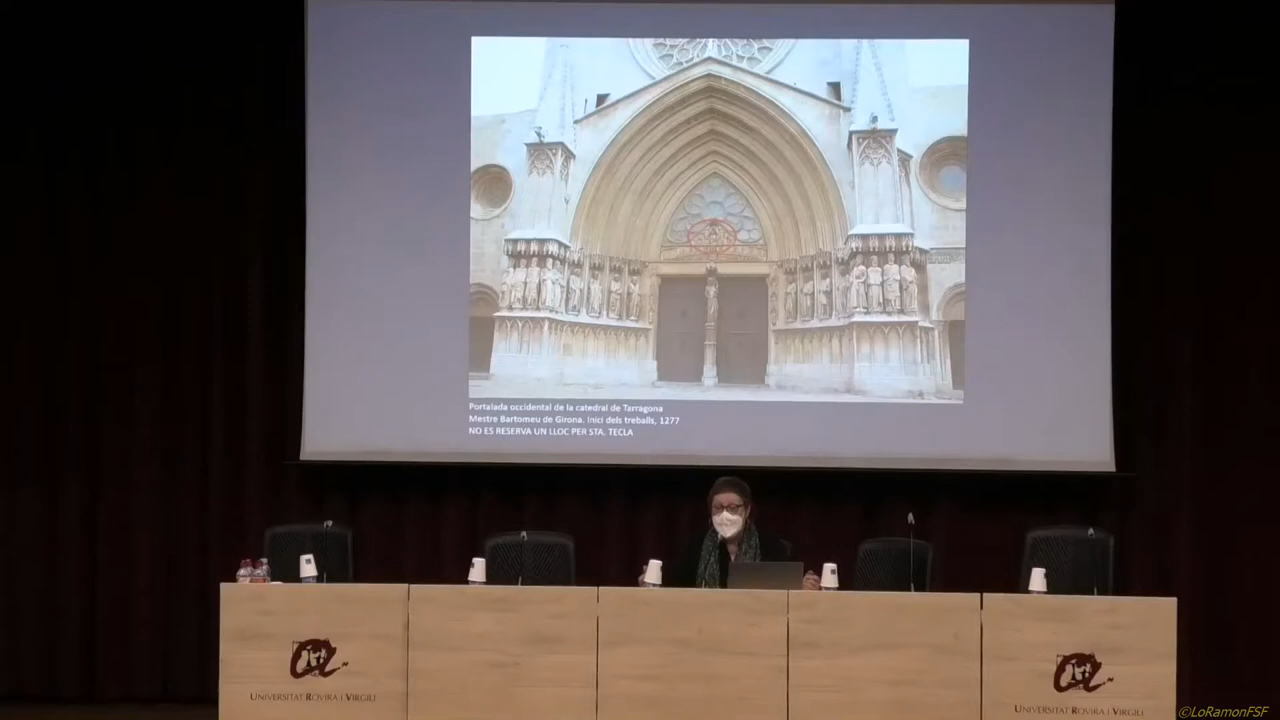 Portalada occidental de la catedral de Tarragona
Mestre Bartomeu de Girona. Inici dels treballs, 1277
NO ES RESERVA UN LLOC PER STA. TECLA
UNIVERSITAT ROVIRA I VIRGILI
UNIVERSITAT ROVIRA I VIRGILI
©LoRamonFSF